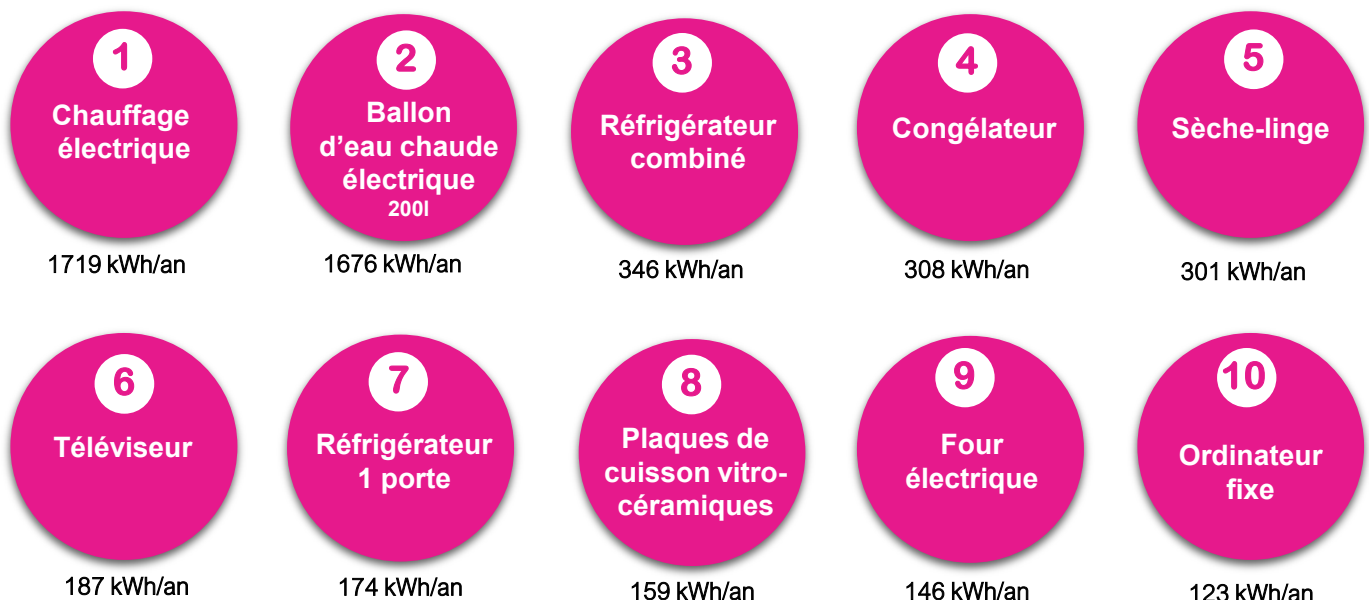 1
Chauffage
électrique
1719 kWh/an
2
Ballon
d’eau chaude
électrique
200l
1676 kWh/an
3
Réfrigérateur
combiné
346 kWh/an
4
Congélateur
308 kWh/an
5
Sèche-linge
301 kWh/an
6
Téléviseur
187 kWh/an
7
Réfrigérateur
1 porte
174 kWh/an
8
Plaques de
cuisson vitro-
céramiques
159 kWh/an
9
Four
électrique
146 kWh/an
10
Ordinateur
fixe
123 kWh/an